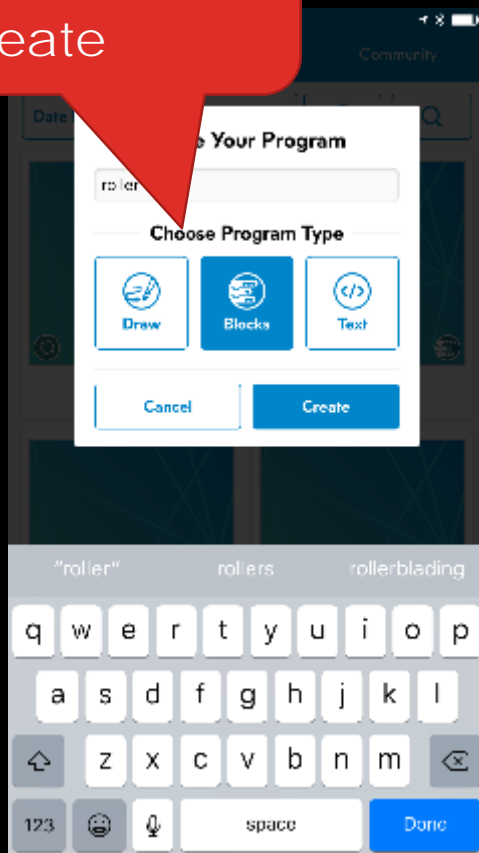 eate
Community
Date
e Your Program
roller
Choose Program Type
Draw
Blocks
Text
Cancel
Create
"roller"
rollers
rollerblading
q w e r t y u i o p
a s d f g h j k l
z x c v b n m
123
space
Done